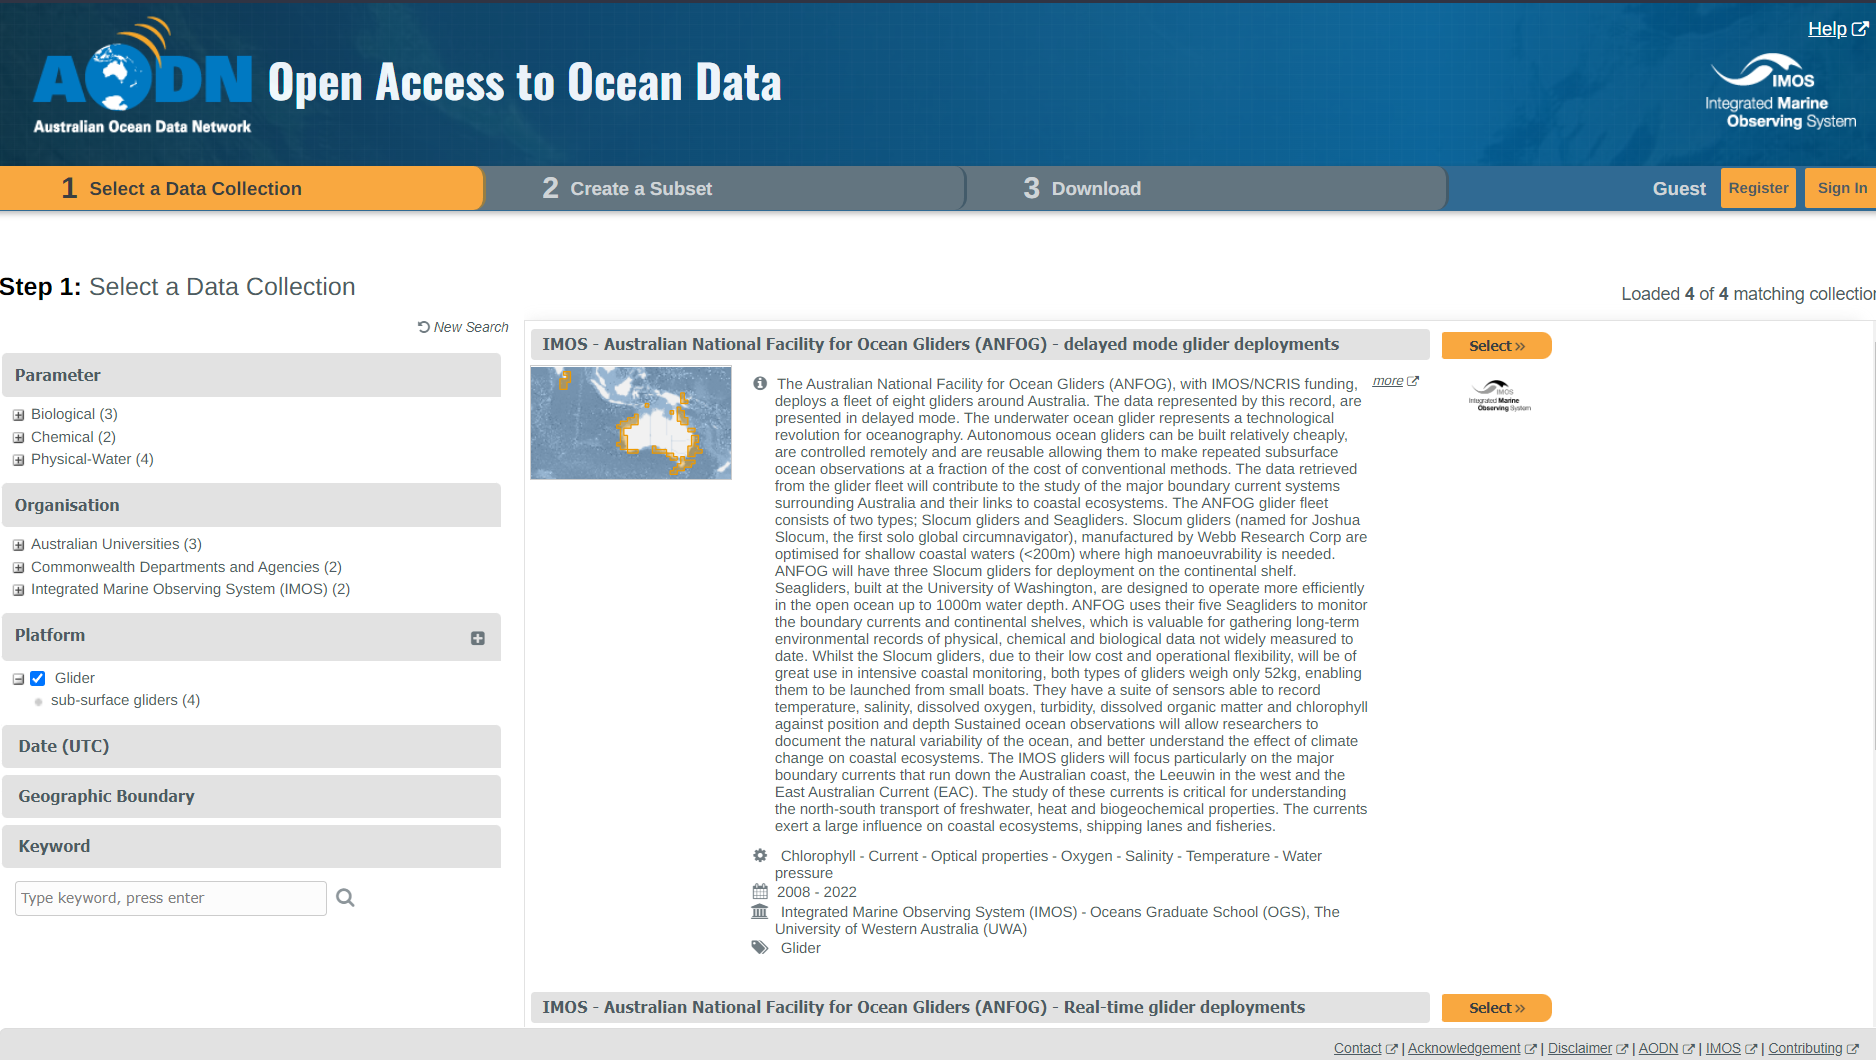 Help
AODN
Australian Ocean Data Network
Open Access to Ocean Data
IMOS
Integrated Marine
Observing System
1 Select a Data Collection
2 Create a Subset
3 Download
Guest
Register
Sign In
Step 1: Select a Data Collection
Loaded 4 of 4 matching collection
New Search
Parameter
Biological (3)
Chemical (2)
Physical-Water (4)
Organisation
Australian Universities (3)
Commonwealth Departments and Agencies (2)
Integrated Marine Observing System (IMOS) (2)
Platform
Glider
sub-surface gliders (4)
Date (UTC)
Geographic Boundary
Keyword
Type keyword, press enter
IMOS - Australian National Facility for Ocean Gliders (ANFOG) - delayed mode glider deployments
Select »
IMOS
Integrated Marine
Observing System
more
The Australian National Facility for Ocean Gliders (ANFOG), with IMOS/NCRIS funding,
deploys a fleet of eight gliders around Australia. The data represented by this record, are
presented in delayed mode. The underwater ocean glider represents a technological
revolution for oceanography. Autonomous ocean gliders can be built relatively cheaply,
are controlled remotely and are reusable allowing them to make repeated subsurface
ocean observations at a fraction of the cost of conventional methods. The data retrieved
from the glider fleet will contribute to the study of the major boundary current systems
surrounding Australia and their links to coastal ecosystems. The ANFOG glider fleet
consists of two types; Slocum gliders and Seagliders. Slocum gliders (named for Joshua
Slocum, the first solo global circumnavigator), manufactured by Webb Research Corp are
optimised for shallow coastal waters (<200m) where high manoeuvrability is needed.
ANFOG will have three Slocum gliders for deployment on the continental shelf.
Seagliders, built at the University of Washington, are designed to operate more efficiently
in the open ocean up to 1000m water depth. ANFOG uses their five Seagliders to monitor
the boundary currents and continental shelves, which is valuable for gathering long-term
environmental records of physical, chemical and biological data not widely measured to
date. Whilst the Slocum gliders, due to their low cost and operational flexibility, will be of
great use in intensive coastal monitoring, both types of gliders weigh only 52kg, enabling
them to be launched from small boats. They have a suite of sensors able to record
temperature, salinity, dissolved oxygen, turbidity, dissolved organic matter and chlorophyll
against position and depth Sustained ocean observations will allow researchers to
document the natural variability of the ocean, and better understand the effect of climate
change on coastal ecosystems. The IMOS gliders will focus particularly on the major
boundary currents that run down the Australian coast, the Leeuwin in the west and the
East Australian Current (EAC). The study of these currents is critical for understanding
the north-south transport of freshwater, heat and biogeochemical properties. The currents
exert a large influence on coastal ecosystems, shipping lanes and fisheries.
Chlorophyll - Current - Optical properties - Oxygen - Salinity - Temperature - Water
pressure
2008 - 2022
Integrated Marine Observing System (IMOS) - Oceans Graduate School (OGS), The
University of Western Australia (UWA)
Glider
IMOS - Australian National Facility for Ocean Gliders (ANFOG) - Real-time glider deployments
Select »
Contact | Acknowledgement | Disclaimer | AODN | IMOS | Contributing